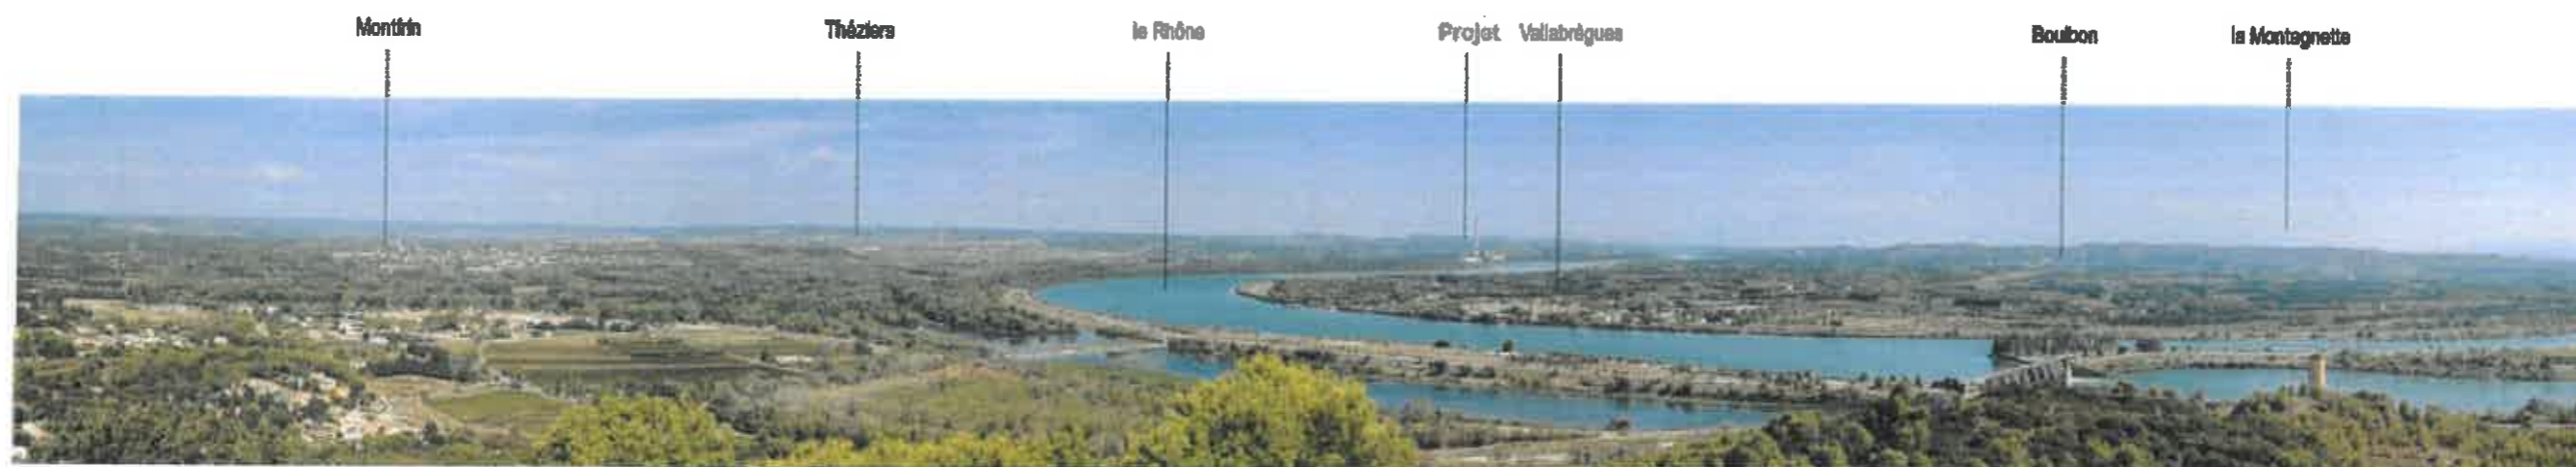 Montfrin
Théziers
le Rhône
Projet
Vallabrègues
Boulbon
la Montagnette